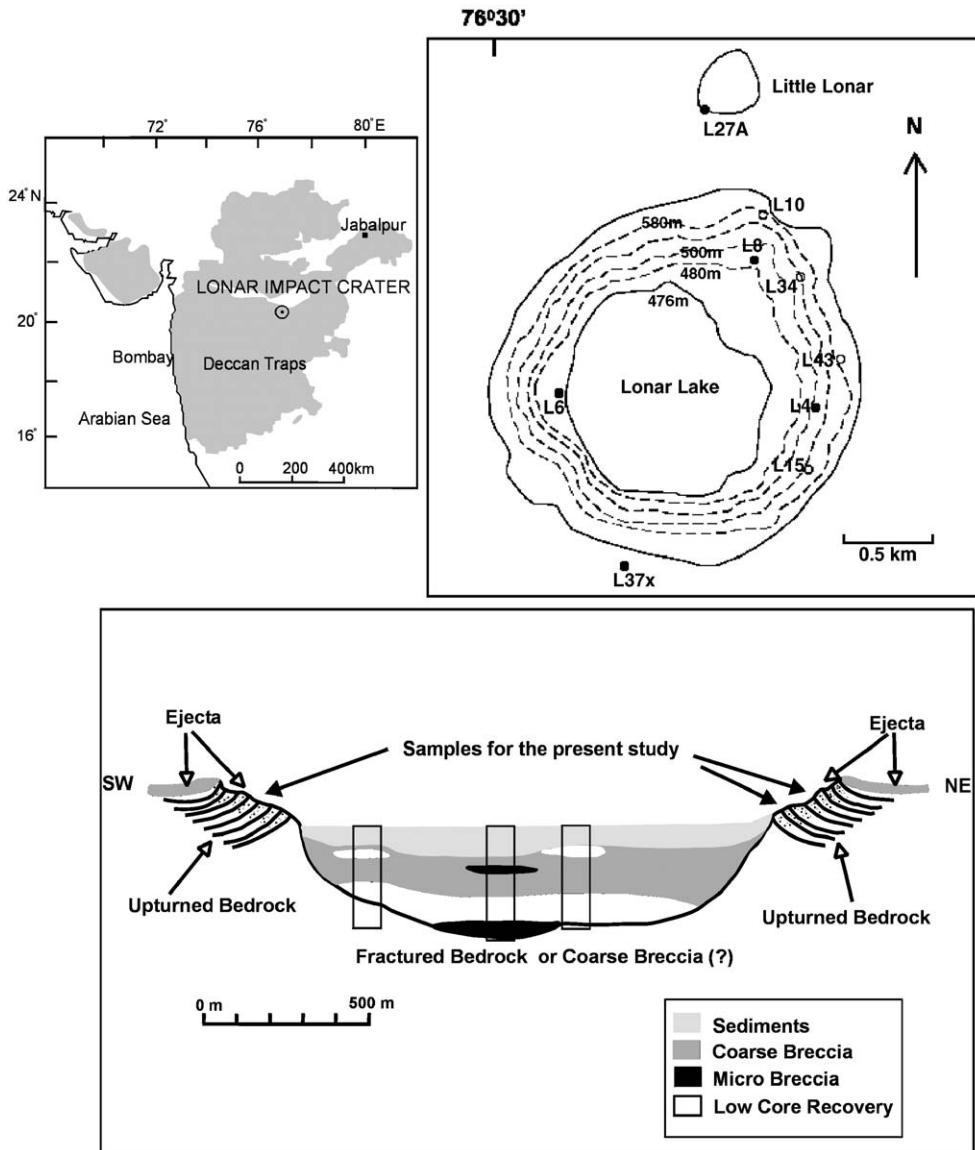 76⁰30'
72°
76°
80°E
24°N
20°
16°
Jabalpur
LONAR IMPACT CRATER
Bombay
Deccan Traps
Arabian Sea
0 200 400km
Little Lonar
L27A
N
L10
580m
L8
500m
480m
L34
476m
L43
Lonar Lake
L6
L4
L15
0.5 km
L37x
Ejecta
Ejecta
Samples for the present study
SW
NE
Upturned Bedrock
Upturned Bedrock
Fractured Bedrock or Coarse Breccia (?)
0 m 500 m
Sediments
Coarse Breccia
Micro Breccia
Low Core Recovery